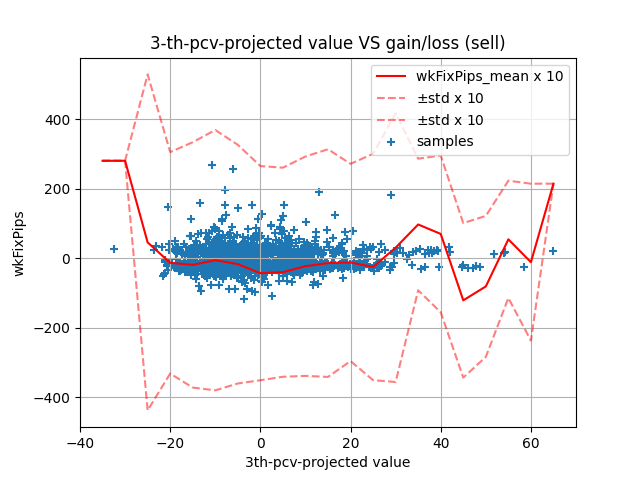 3-th-pcv-projected value VS gain/loss (sell)
wkFixPips_mean x 10
±std x 10
±std x 10
samples
400
200
0
−200
−400
wkFixPips
−40
−20
0
20
40
60
3th-pcv-projected value